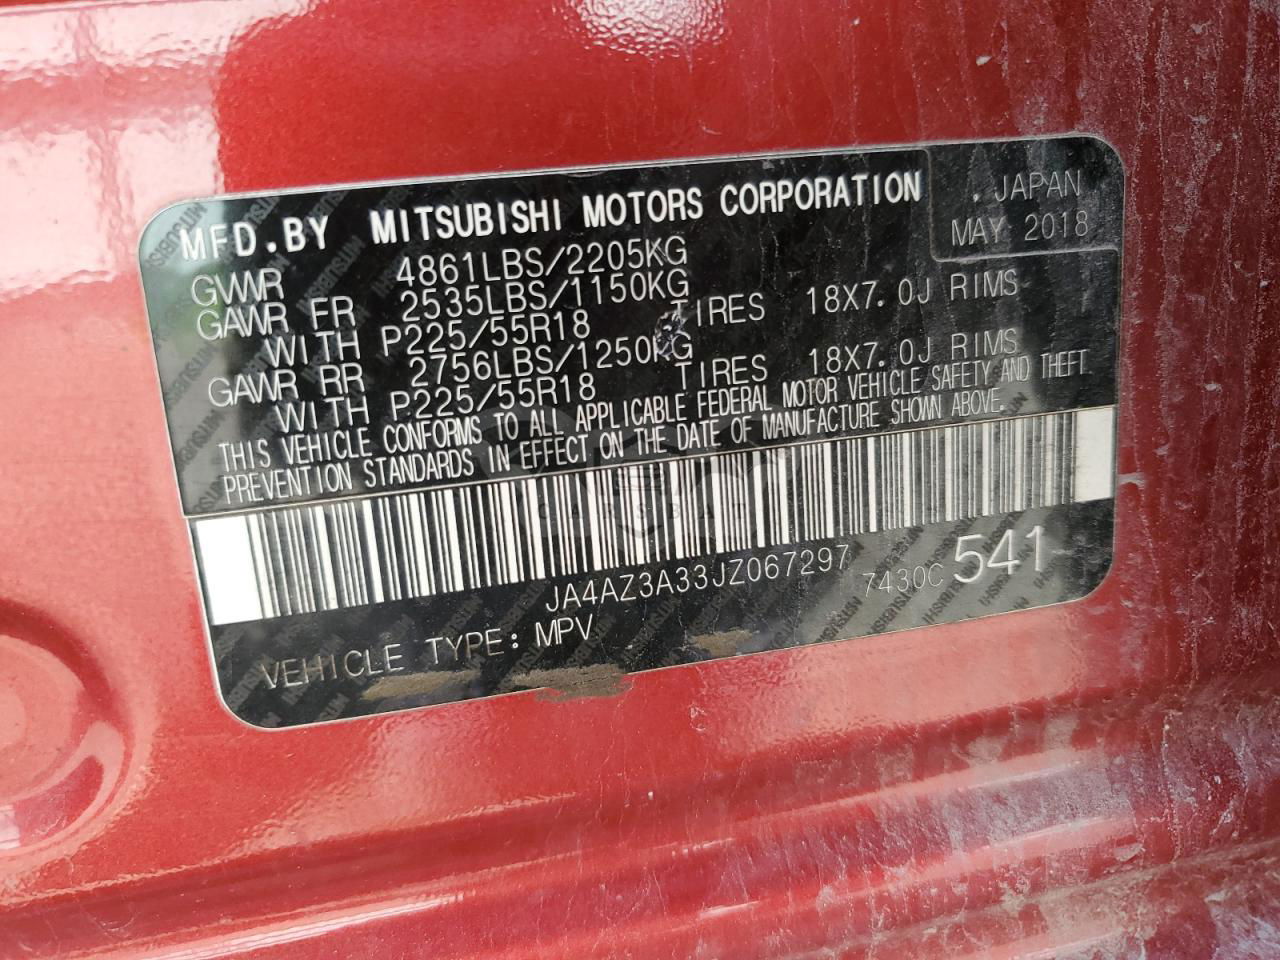 MFD.BY MITSUBISHI MOTORS CORPORATION .JAPAN
MAY 2018
GVWR 4861LBS/2205KG
GAWR FR 2535LBS/1150KG
WITH P225/55R18 TIRES 18X7.0J RIMS
GAWR RR 2756LBS/1250KG
WITH P225/55R18 TIRES 18X7.0J RIMS
THIS VEHICLE CONFORMS TO ALL APPLICABLE FEDERAL MOTOR VEHICLE SAFETY AND THEFT
PREVENTION STANDARDS IN EFFECT ON THE DATE OF MANUFACTURE SHOWN ABOVE.
JA4AZ3A33JZ067297 7430C 541
VEHICLE TYPE: MPV